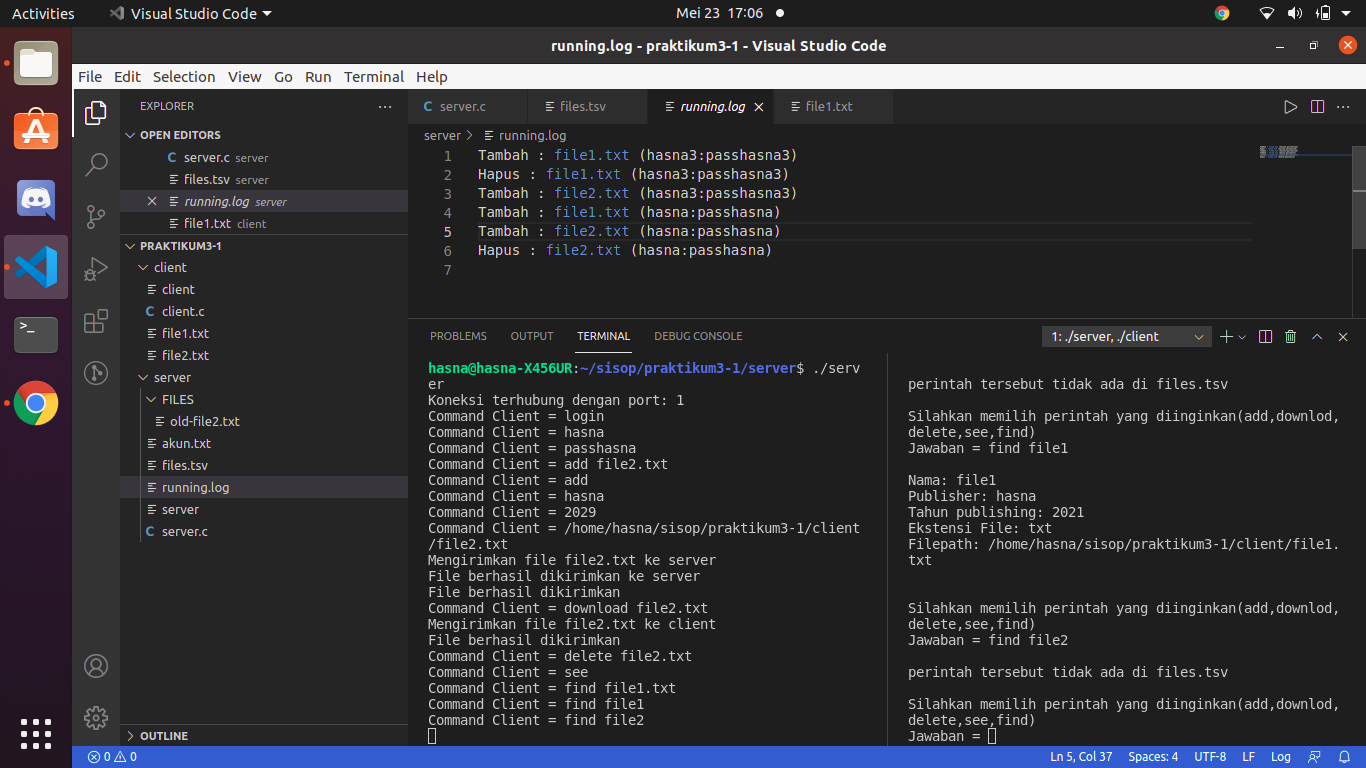 Activities
Visual Studio Code
Mei 23 17:06
running.log - praktikum3-1 - Visual Studio Code
File Edit Selection View Go Run Terminal Help
EXPLORER
OPEN EDITORS
server.c server
files.tsv server
running.log server
file1.txt client
PRAKTIKUM3-1
client
client
client.c
file1.txt
file2.txt
server
FILES
old-file2.txt
akun.txt
files.tsv
running.log
server
server.c
OUTLINE
server.c
files.tsv
running.log
file1.txt
server > running.log
1 Tambah : file1.txt (hasna3:passhasna3)
2 Hapus : file1.txt (hasna3:passhasna3)
3 Tambah : file2.txt (hasna3:passhasna3)
4 Tambah : file1.txt (hasna:passhasna)
5 Tambah : file2.txt (hasna:passhasna)
6 Hapus : file2.txt (hasna:passhasna)
7
PROBLEMS OUTPUT TERMINAL DEBUG CONSOLE
1: ./server, ./client
hasna@hasna-X456UR:~/sisop/praktikum3-1/server$ ./serv
er
Koneksi terhubung dengan port: 1
Command Client = login
Command Client = hasna
Command Client = passhasna
Command Client = add file2.txt
Command Client = add
Command Client = hasna
Command Client = 2029
Command Client = /home/hasna/sisop/praktikum3-1/client
/file2.txt
Mengirimkan file file2.txt ke server
File berhasil dikirimkan ke server
File berhasil dikirimkan
Command Client = download file2.txt
Mengirimkan file file2.txt ke client
File berhasil dikirimkan
Command Client = delete file2.txt
Command Client = see
Command Client = find file1.txt
Command Client = find file1
Command Client = find file2
perintah tersebut tidak ada di files.tsv
Silahkan memilih perintah yang diinginkan(add,downlod,
delete,see,find)
Jawaban = find file1
Nama: file1
Publisher: hasna
Tahun publishing: 2021
Ekstensi File: txt
Filepath: /home/hasna/sisop/praktikum3-1/client/file1.
txt
Silahkan memilih perintah yang diinginkan(add,downlod,
delete,see,find)
Jawaban = find file2
perintah tersebut tidak ada di files.tsv
Silahkan memilih perintah yang diinginkan(add,downlod,
delete,see,find)
Jawaban =
0 0
Ln 5, Col 37 Spaces: 4 UTF-8 LF Log